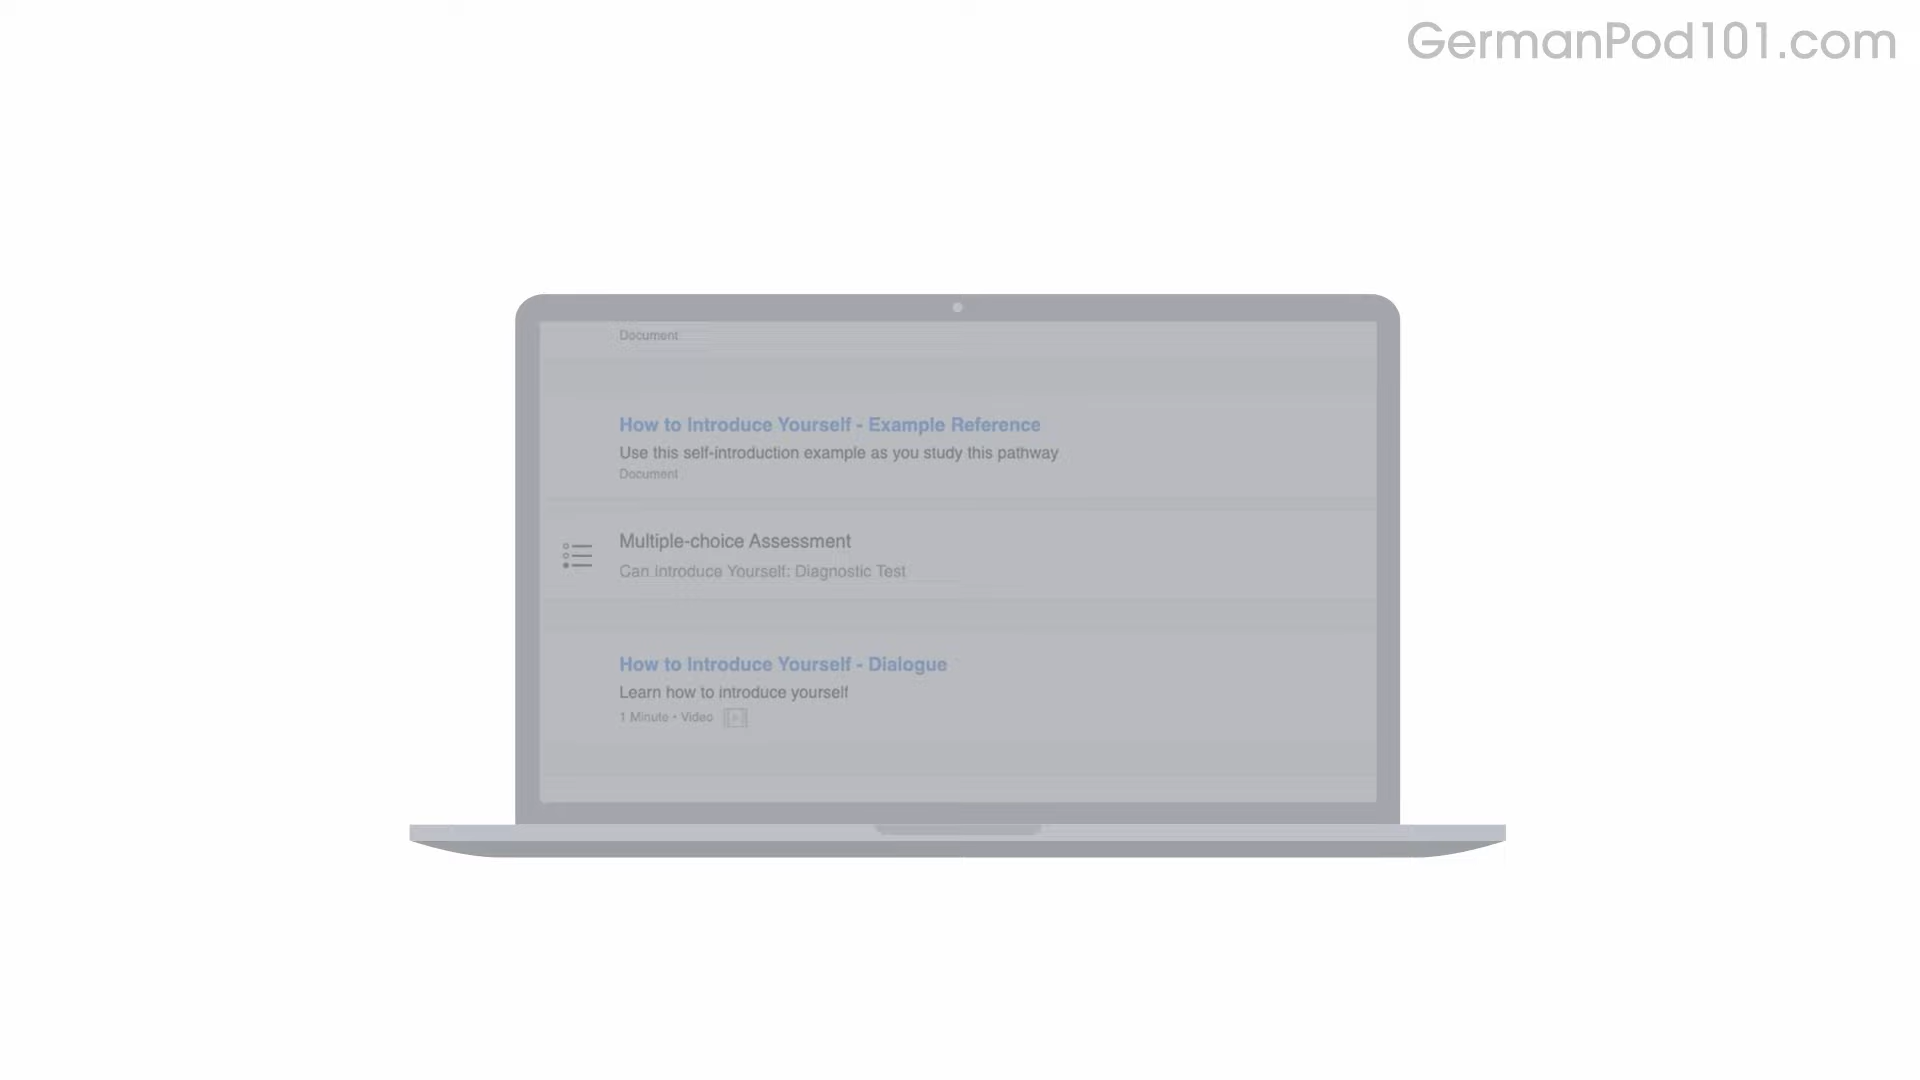 GermanPod101.com
Document
How to Introduce Yourself - Example Reference
Use this self-introduction example as you study this pathway
Document
Multiple-choice Assessment
Can Introduce Yourself: Diagnostic Test
How to Introduce Yourself - Dialogue
Learn how to introduce yourself
1 Minute • Video